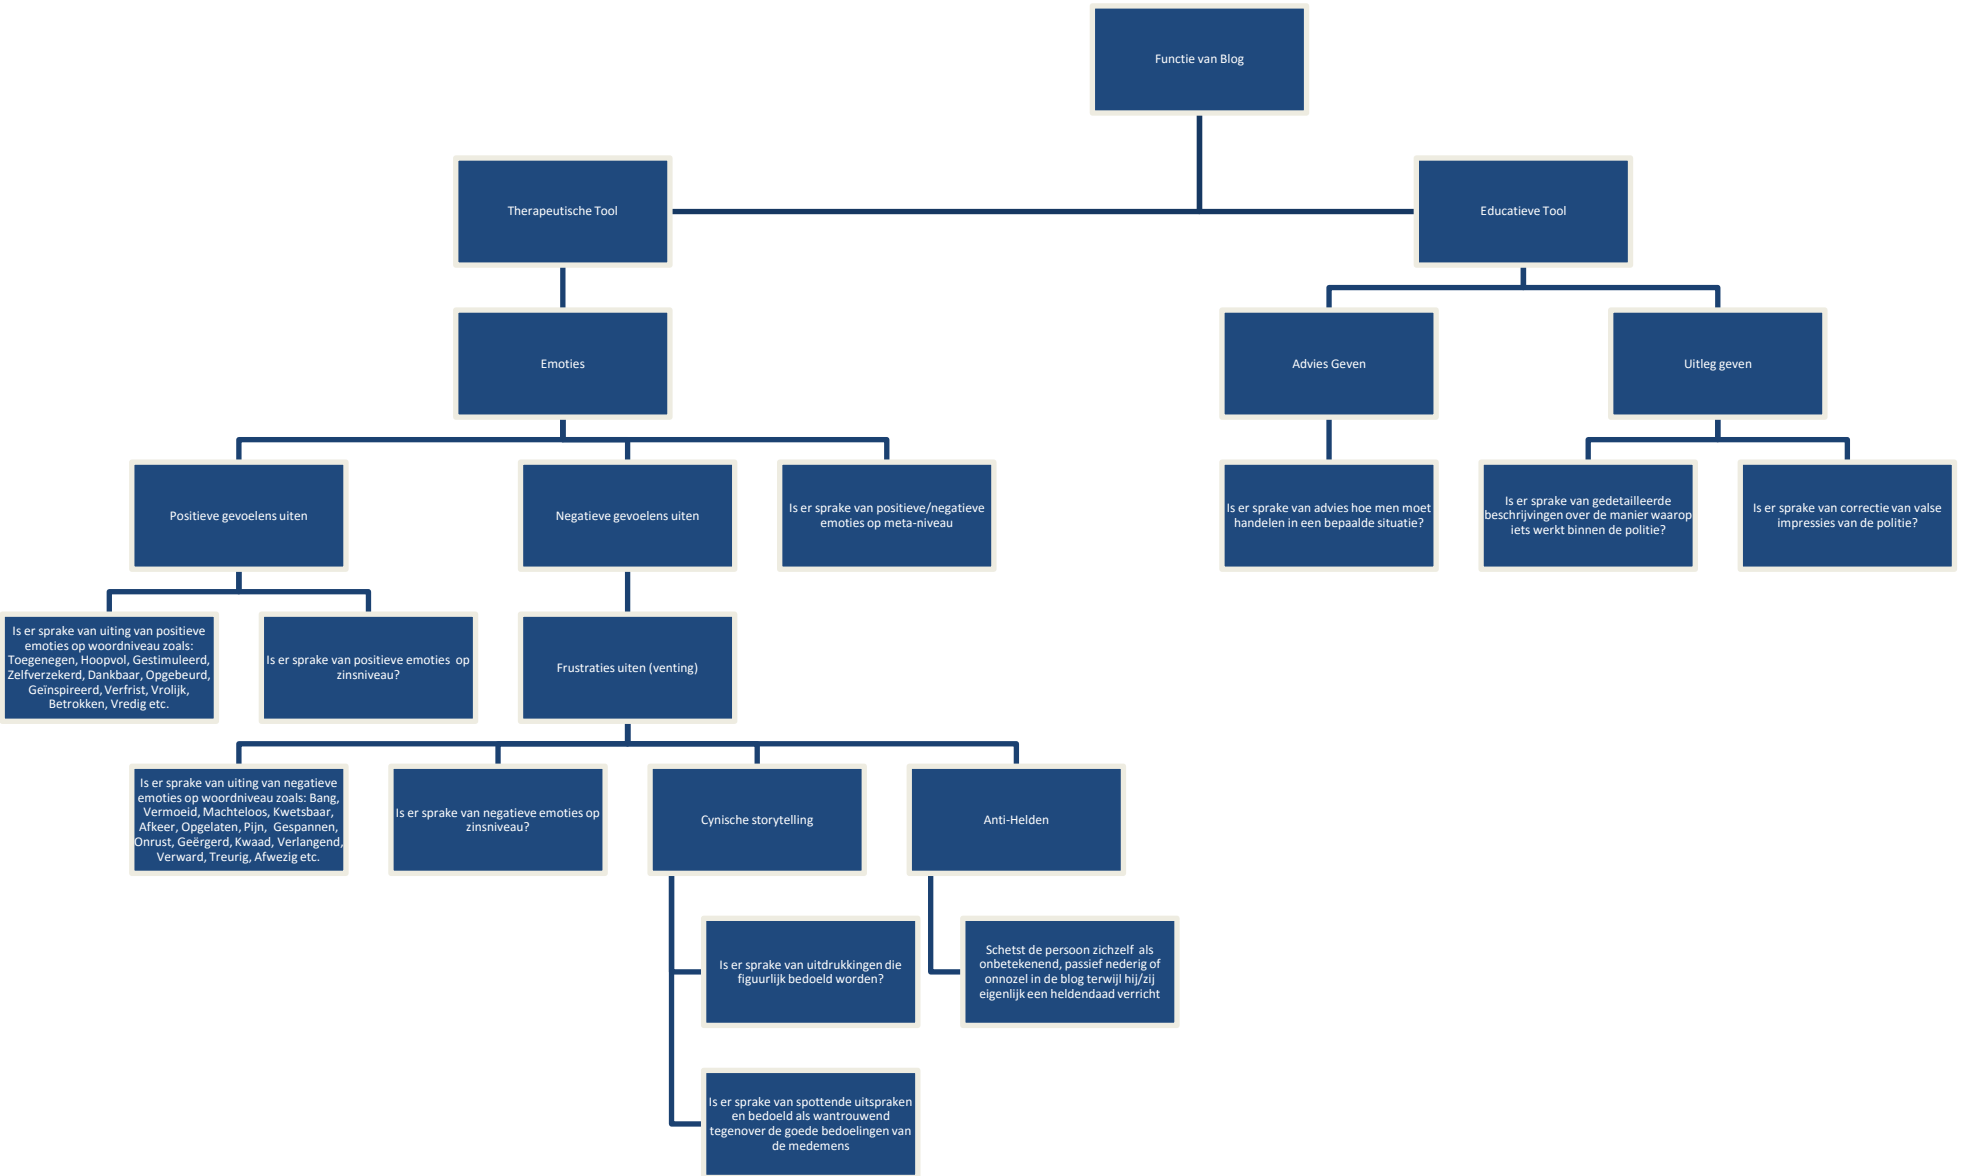 Functie van Blog
Therapeutische Tool
Educatieve Tool
Emoties
Advies Geven
Uitleg geven
Positieve gevoelens uiten
Negatieve gevoelens uiten
Is er sprake van positieve/negatieve
emoties op meta-niveau
Is er sprake van advies hoe men moet
handelen in een bepaalde situatie?
Is er sprake van gedetailleerde
beschrijvingen over de manier waarop
iets werkt binnen de politie?
Is er sprake van correctie van valse
impressies van de politie?
Is er sprake van uiting van positieve
emoties op woordniveau zoals:
Toegenegen, Hoopvol, Gestimuleerd,
Zelfverzekerd, Dankbaar, Opgebeurd,
Geïnspireerd, Verfrist, Vrolijk,
Betrokken, Vredig etc.
Is er sprake van positieve emoties op
zinsniveau?
Frustraties uiten (venting)
Is er sprake van uiting van negatieve
emoties op woordniveau zoals: Bang,
Vermoeid, Machteloos, Kwetsbaar,
Afkeer, Opgelaten, Pijn, Gespannen,
Onrust, Geërgerd, Kwaad, Verlangend,
Verward, Treurig, Afwezig etc.
Is er sprake van negatieve emoties op
zinsniveau?
Cynische storytelling
Anti-Helden
Is er sprake van uitdrukkingen die
figuurlijk bedoeld worden?
Schetst de persoon zichzelf als
onbetekenend, passief nederig of
onnozel in de blog terwijl hij/zij
eigenlijk een heldendaad verricht
Is er sprake van spottende uitspraken
en bedoeld als wantrouwend
tegenover de goede bedoelingen van
de medemens